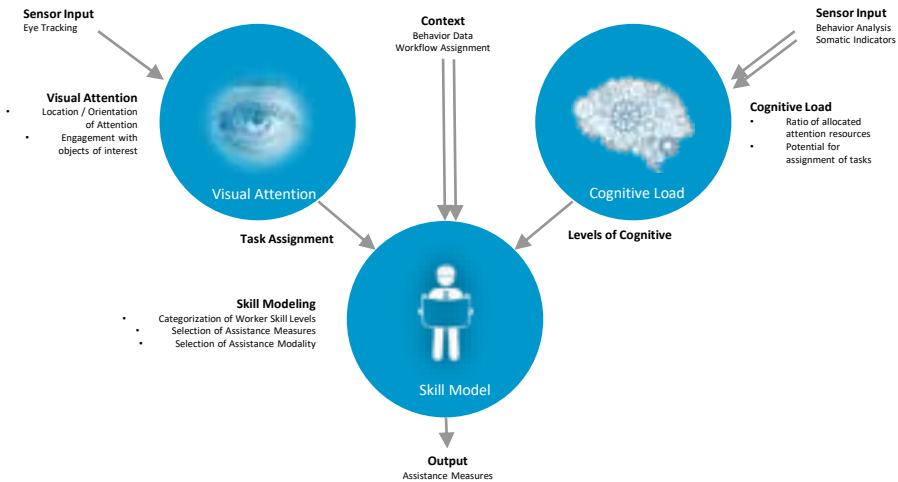 Sensor Input
Eye Tracking
Context
Behavior Data
Workflow Assignment
Sensor Input
Behavior Analysis
Somatic Indicators
Visual Attention
• Location / Orientation
of Attention
• Engagement with
objects of interest
Visual Attention
Cognitive Load
Cognitive Load
• Ratio of allocated
attention resources
• Potential for
assignment of tasks
Task Assignment
Levels of Cognitive
Skill Modeling
• Categorization of Worker Skill Levels
• Selection of Assistance Measures
• Selection of Assistance Modality
Skill Model
Output
Assistance Measures